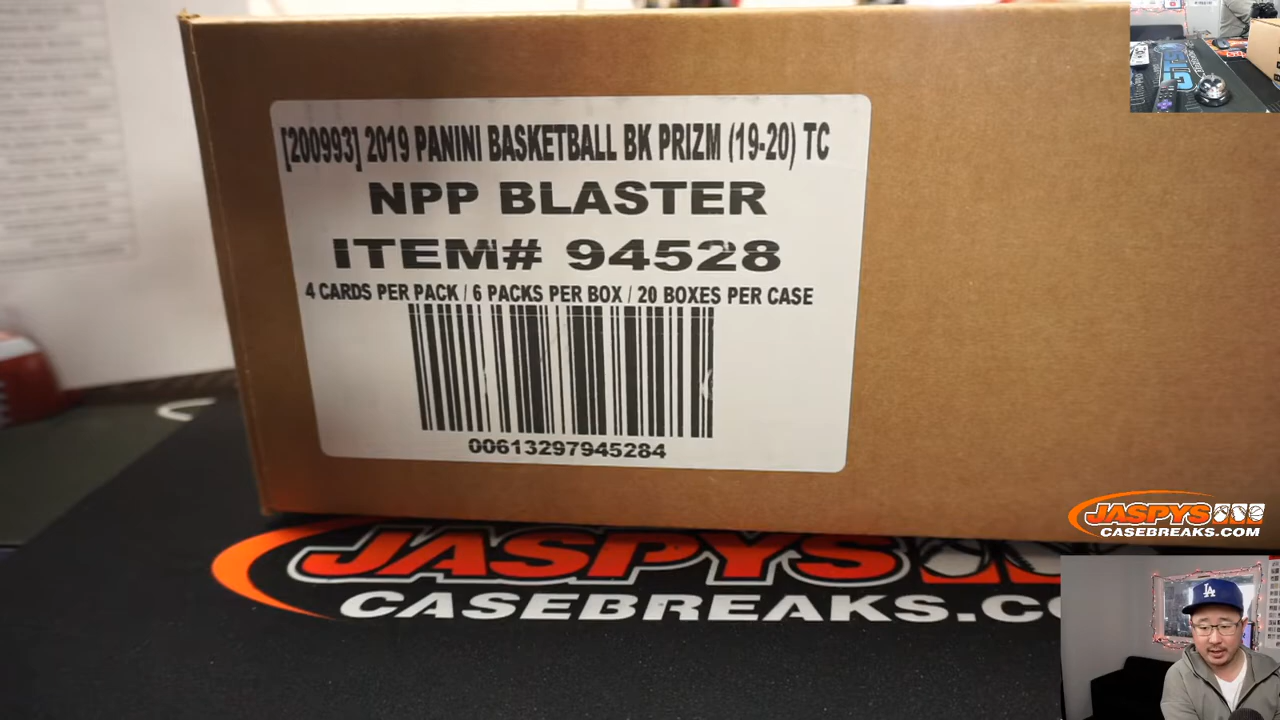 [200993] 2019 PANINI BASKETBALL BK PRIZM (19-20) TC
NPP BLASTER
ITEM# 94528
4 CARDS PER PACK / 6 PACKS PER BOX / 20 BOXES PER CASE
00613297945284
JASPYS
CASEBREAKS.COM
JASPYS
CASEBREAKS.CO
LA